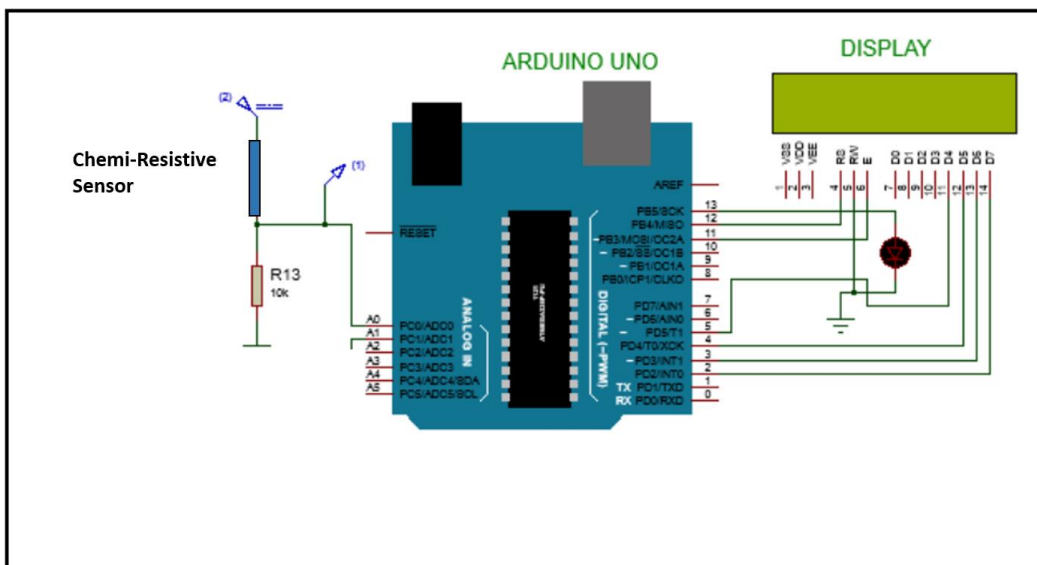 ARDUINO UNO
DISPLAY
(2)
(1)
Chemi-Resistive
Sensor
R13
10k
RESET
AREF
PB5/SCK 13
PB4/MISO 12
~PB3/MOSI/OC2A 11
~PB2/SS/OC1B 10
~PB1/OC1A 9
PB0/ICP1/CLKO 8
PD7/AIN1 7
~PD6/AIN0 6
~PD5/T1 5
PD4/T0/XCK 4
~PD3/INT1 3
PD2/INT0 2
TX PD1/TXD 1
RX PD0/RXD 0
DIGITAL (~PWM)
ANALOG IN
A0 PC0/ADC0
A1 PC1/ADC1
A2 PC2/ADC2
A3 PC3/ADC3
A4 PC4/ADC4/SDA
A5 PC5/ADC5/SCL
VSS VDD VEE RS RW E D0 D1 D2 D3 D4 D5 D6 D7
1 2 3 4 5 6 7 8 9 10 11 12 13 14